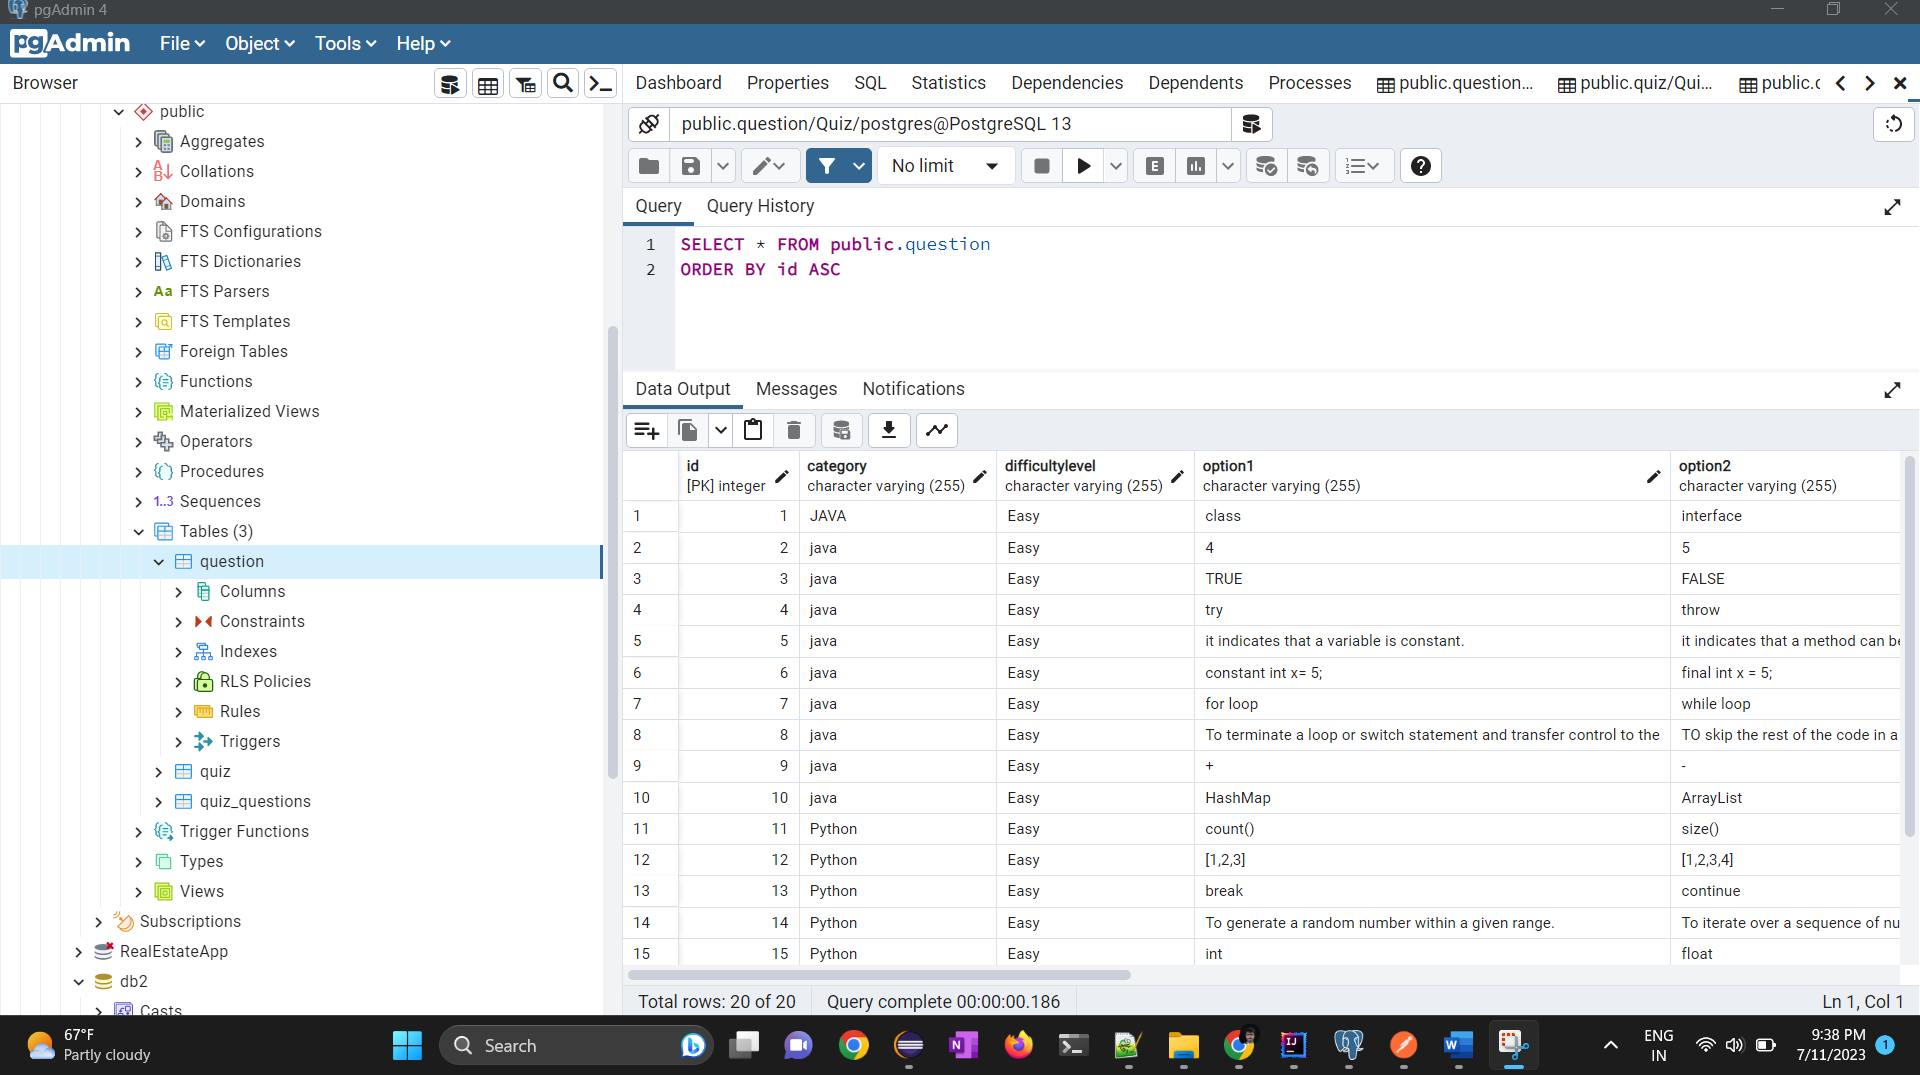 pgAdmin 4
pgAdmin File Object Tools Help
Browser
Dashboard Properties SQL Statistics Dependencies Dependents Processes public.question... public.quiz/Qui... public.c
public
Aggregates
Collations
Domains
FTS Configurations
FTS Dictionaries
Aa FTS Parsers
FTS Templates
Foreign Tables
Functions
Materialized Views
Operators
Procedures
1..3 Sequences
Tables (3)
question
Columns
Constraints
Indexes
RLS Policies
Rules
Triggers
quiz
quiz_questions
Trigger Functions
Types
Views
Subscriptions
RealEstateApp
db2
Casts
public.question/Quiz/postgres@PostgreSQL 13
No limit
E
Query Query History
1 SELECT * FROM public.question
2 ORDER BY id ASC
Data Output Messages Notifications
id category difficultylevel option1 option2
[PK] integer character varying (255) character varying (255) character varying (255) character varying (255)
1 1 JAVA Easy class interface
2 2 java Easy 4 5
3 3 java Easy TRUE FALSE
4 4 java Easy try throw
5 5 java Easy it indicates that a variable is constant. it indicates that a method can be
6 6 java Easy constant int x= 5; final int x = 5;
7 7 java Easy for loop while loop
8 8 java Easy To terminate a loop or switch statement and transfer control to the TO skip the rest of the code in a
9 9 java Easy + -
10 10 java Easy HashMap ArrayList
11 11 Python Easy count() size()
12 12 Python Easy [1,2,3] [1,2,3,4]
13 13 Python Easy break continue
14 14 Python Easy To generate a random number within a given range. To iterate over a sequence of nu
15 15 Python Easy int float
Total rows: 20 of 20 Query complete 00:00:00.186 Ln 1, Col 1
67°F
Partly cloudy
Search
ENG
IN
9:38 PM
7/11/2023
1